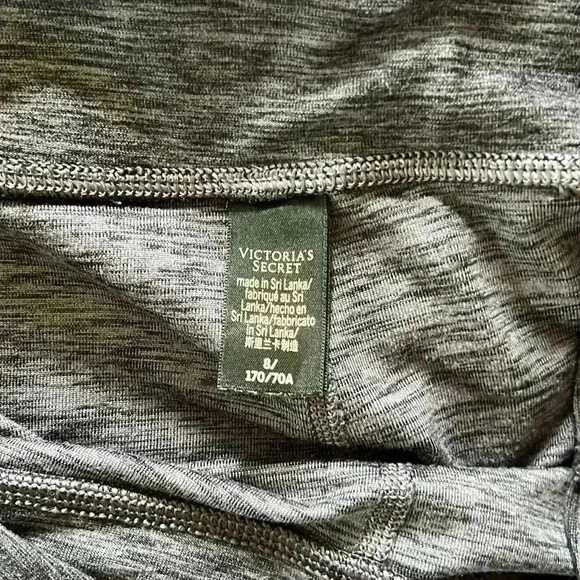 VICTORIA'S
SECRET
made in Sri Lanka/
fabriqué au Sri
Lanka/hecho en
Sri Lanka/fabbricato
in Sri Lanka/
斯里兰卡制造
8/
170/70A